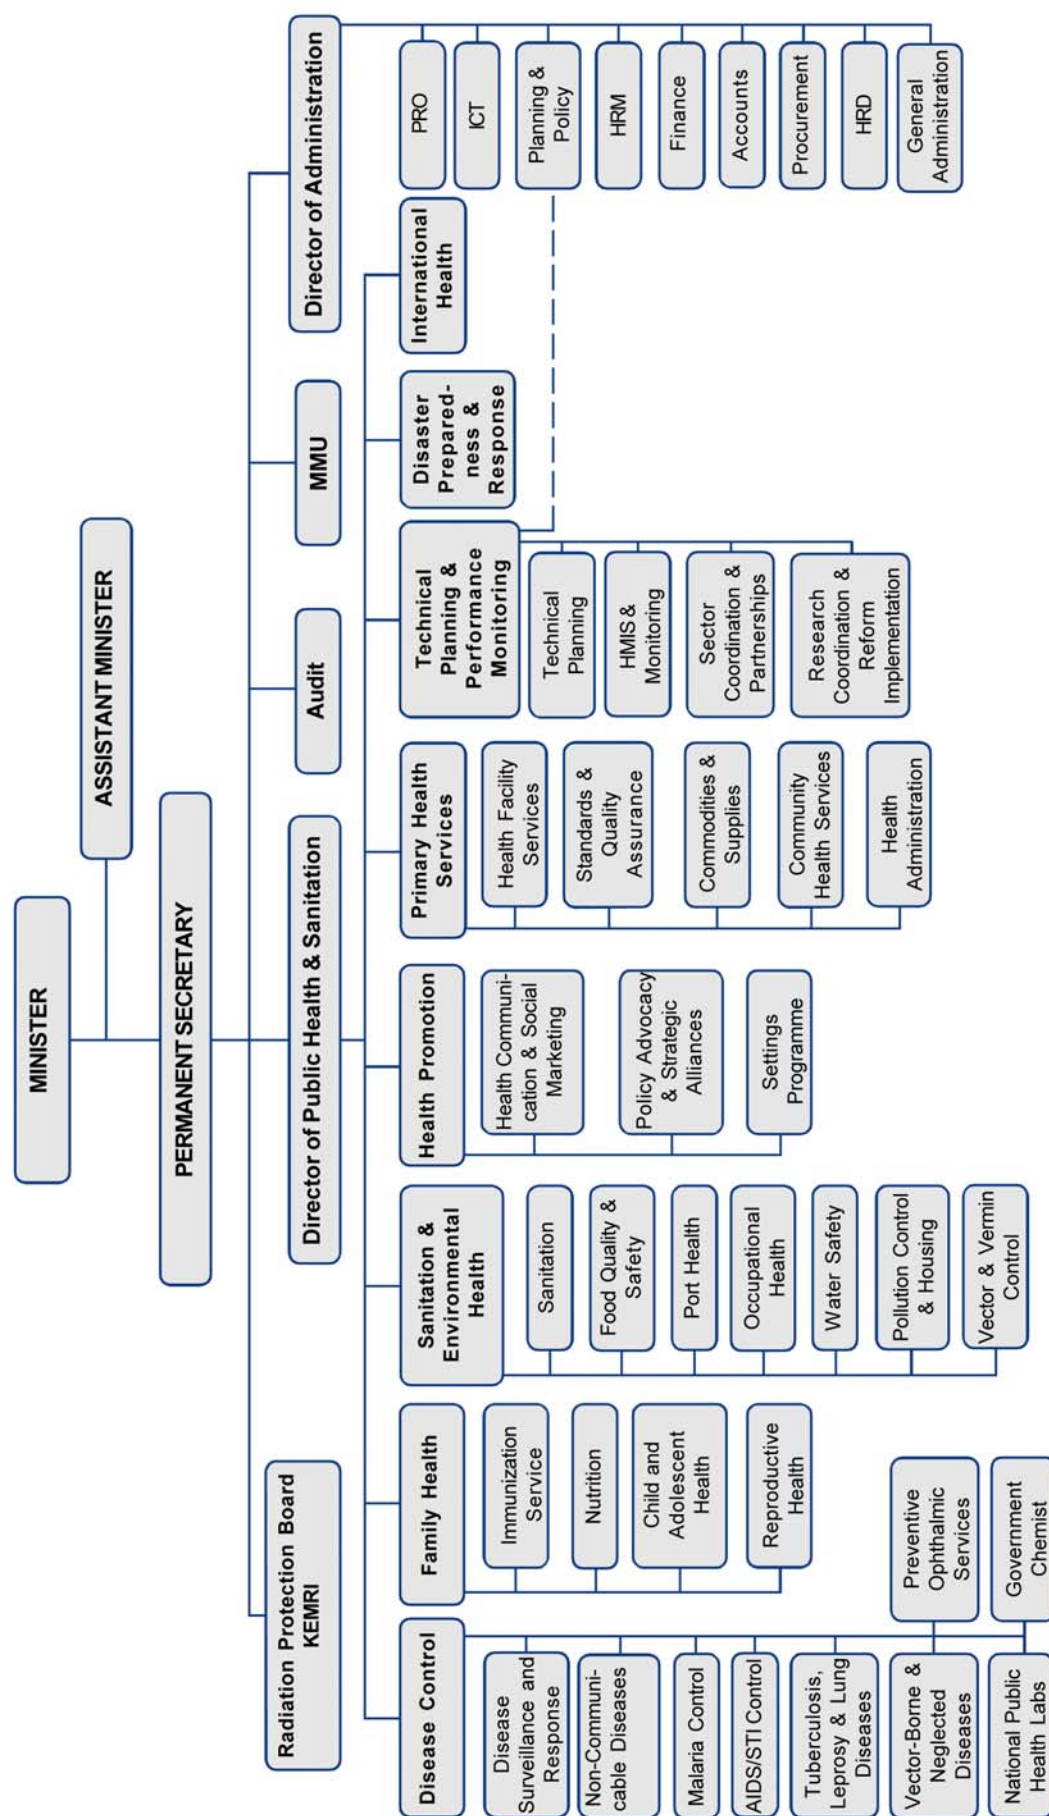 MINISTER
ASSISTANT MINISTER
PERMANENT SECRETARY
Radiation Protection Board
KEMRI
Director of Public Health & Sanitation
Audit
MMU
Director of Administration
Disease Control
Disease
Surveillance and
Response
Non-Communi-
cable Diseases
Malaria Control
AIDS/STI Control
Tuberculosis,
Leprosy & Lung
Diseases
Vector-Borne &
Neglected
Diseases
National Public
Health Labs
Preventive
Ophthalmic
Services
Government
Chemist
Family Health
Immunization
Service
Nutrition
Child and
Adolescent
Health
Reproductive
Health
Sanitation &
Environmental
Health
Sanitation
Food Quality &
Safety
Port Health
Occupational
Health
Water Safety
Pollution Control
& Housing
Vector & Vermin
Control
Health Promotion
Health Communi-
cation & Social
Marketing
Policy Advocacy
& Strategic
Alliances
Settings
Programme
Primary Health
Services
Health Facility
Services
Standards &
Quality
Assurance
Commodities &
Supplies
Community
Health Services
Health
Administration
Technical
Planning &
Performance
Monitoring
Technical
Planning
HMIS &
Monitoring
Sector
Coordination &
Partnerships
Research
Coordination &
Reform
Implementation
Disaster
Prepared-
ness &
Response
International
Health
PRO
ICT
Planning &
Policy
HRM
Finance
Accounts
Procurement
HRD
General
Administration